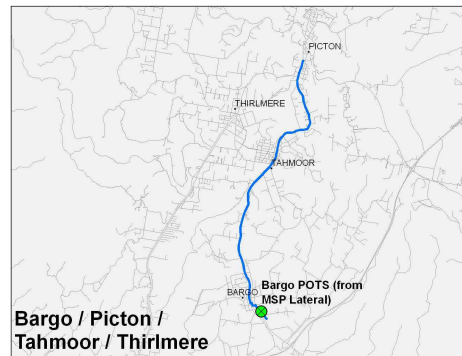 PICTON
THIRLMERE
TAHMOOR
BARGO
Bargo POTS (from
MSP Lateral)
Bargo / Picton /
Tahmoor / Thirlmere